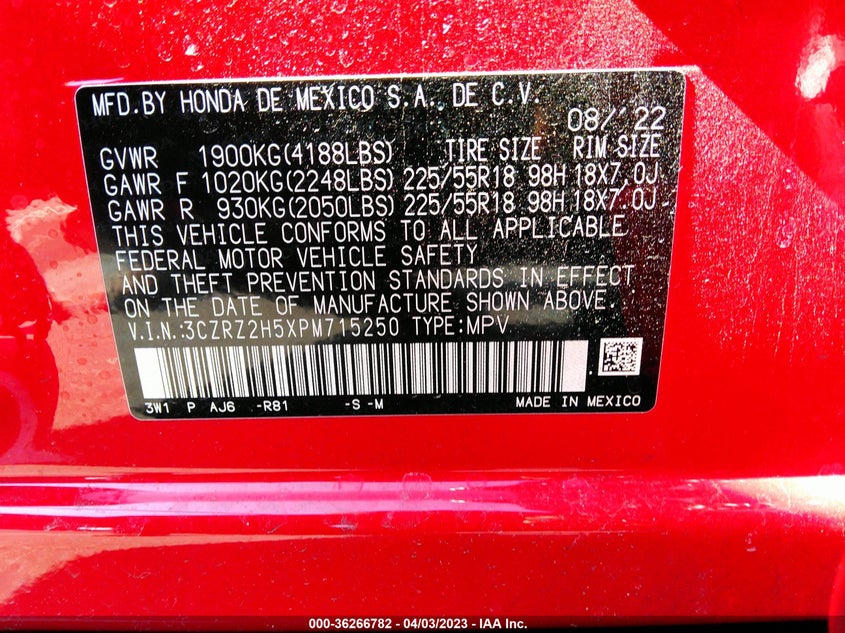 MFD.BY HONDA DE MEXICO S.A. DE C.V.
08/'22
GVWR 1900KG(4188LBS) TIRE SIZE RIM SIZE
GAWR F 1020KG(2248LBS) 225/55R18 98H 18X7.0J
GAWR R 930KG(2050LBS) 225/55R18 98H 18X7.0J
THIS VEHICLE CONFORMS TO ALL APPLICABLE
FEDERAL MOTOR VEHICLE SAFETY
AND THEFT PREVENTION STANDARDS IN EFFECT
ON THE DATE OF MANUFACTURE SHOWN ABOVE.
V.I.N.:3CZRZ2H5XPM715250 TYPE:MPV
3W1 P AJ6 -R81 -S -M MADE IN MEXICO
000-36266782 - 04/03/2023 - IAA Inc.